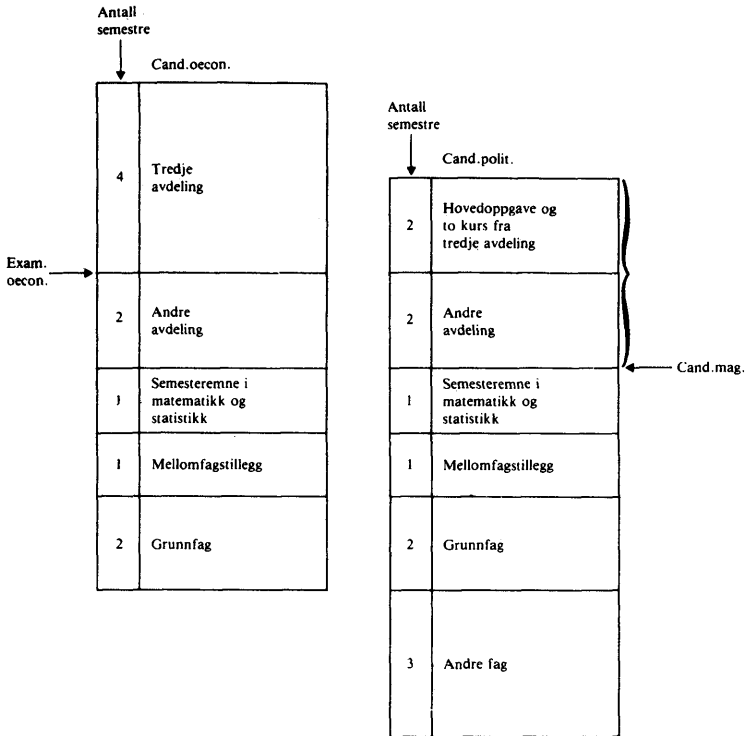 Antall
semestre
Cand.oecon.
4
Tredje
avdeling
Exam.
oecon.
2
Andre
avdeling
1
Semesteremne i
matematikk og
statistikk
1
Mellomfagstillegg
2
Grunnfag
Antall
semestre
Cand.polit.
2
Hovedoppgave og
to kurs fra
tredje avdeling
2
Andre
avdeling
Cand.mag.
1
Semesteremne i
matematikk og
statistikk
1
Mellomfagstillegg
2
Grunnfag
3
Andre fag